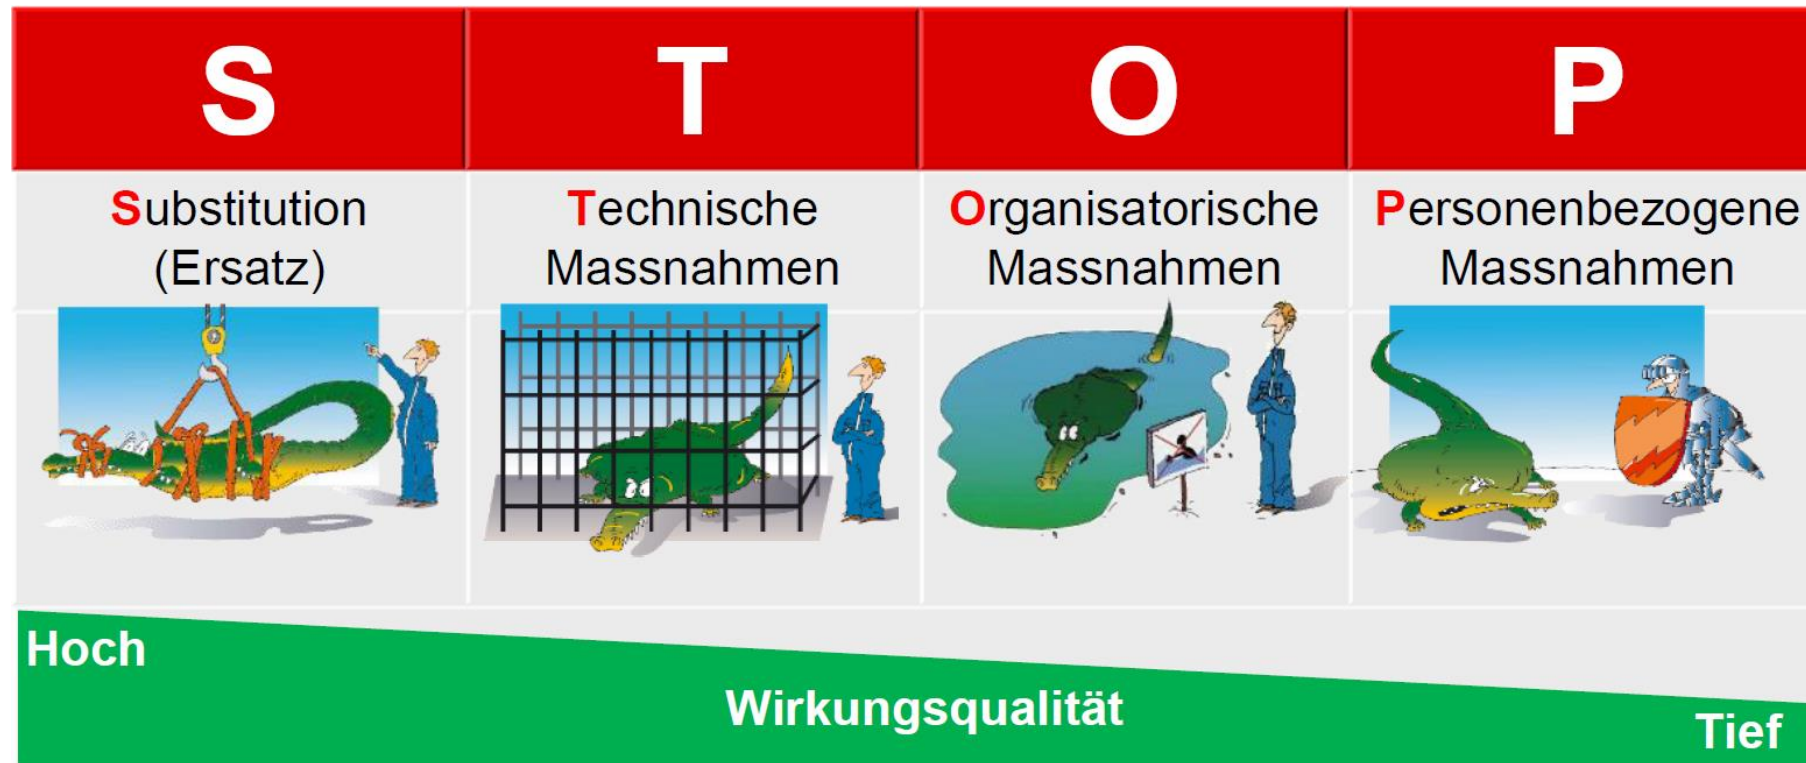 S
T
O
P
Substitution
(Ersatz)
Technische
Massnahmen
Organisatorische
Massnahmen
Personenbezogene
Massnahmen
Hoch
Wirkungsqualität
Tief